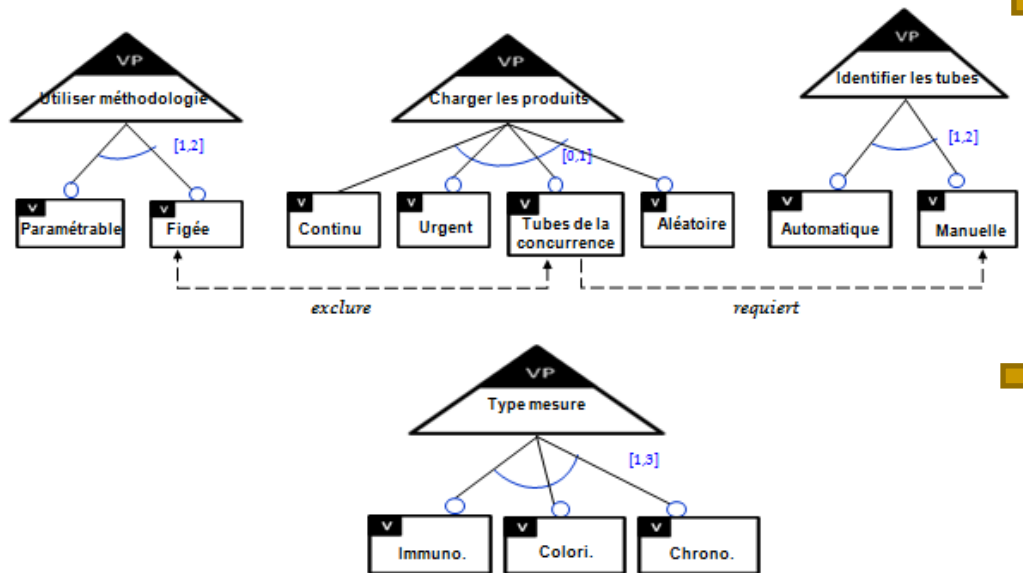 VP
Utiliser méthodologie
[1,2]
V
Paramétrable
V
Figée
VP
Charger les produits
[0,1]
V
Continu
V
Urgent
V
Tubes de la
concurrence
V
Aléatoire
VP
Identifier les tubes
[1,2]
V
Automatique
V
Manuelle
exclure
requiert
VP
Type mesure
[1,3]
V
Immuno.
V
Colori.
V
Chrono.